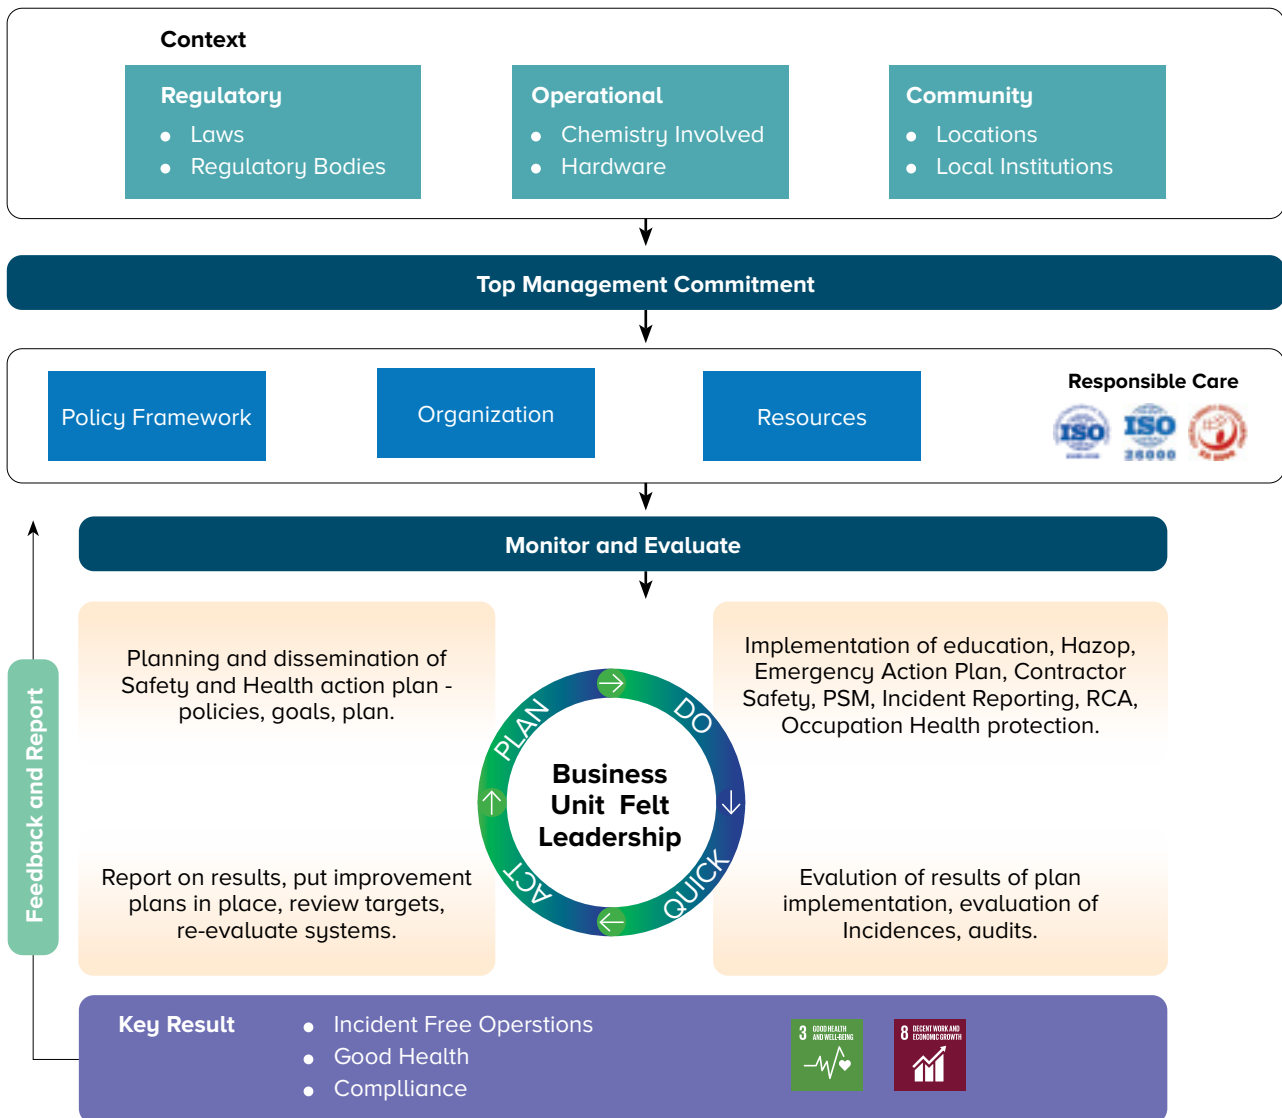 Context
Regulatory
• Laws
• Regulatory Bodies
Operational
• Chemistry Involved
• Hardware
Community
• Locations
• Local Institutions
Top Management Commitment
Policy Framework
Organization
Resources
Responsible Care
ISO
ISO
26000
Monitor and Evaluate
Feedback and Report
Planning and dissemination of
Safety and Health action plan -
policies, goals, plan.
Implementation of education, Hazop,
Emergency Action Plan, Contractor
Safety, PSM, Incident Reporting, RCA,
Occupation Health protection.
PLAN
DO
QUICK
ACT
Business
Unit Felt
Leadership
Report on results, put improvement
plans in place, review targets,
re-evaluate systems.
Evalution of results of plan
implementation, evaluation of
Incidences, audits.
Key Result
• Incident Free Operstions
• Good Health
• Complliance
3 GOOD HEALTH
AND WELL-BEING
8 DECENT WORK AND
ECONOMIC GROWTH